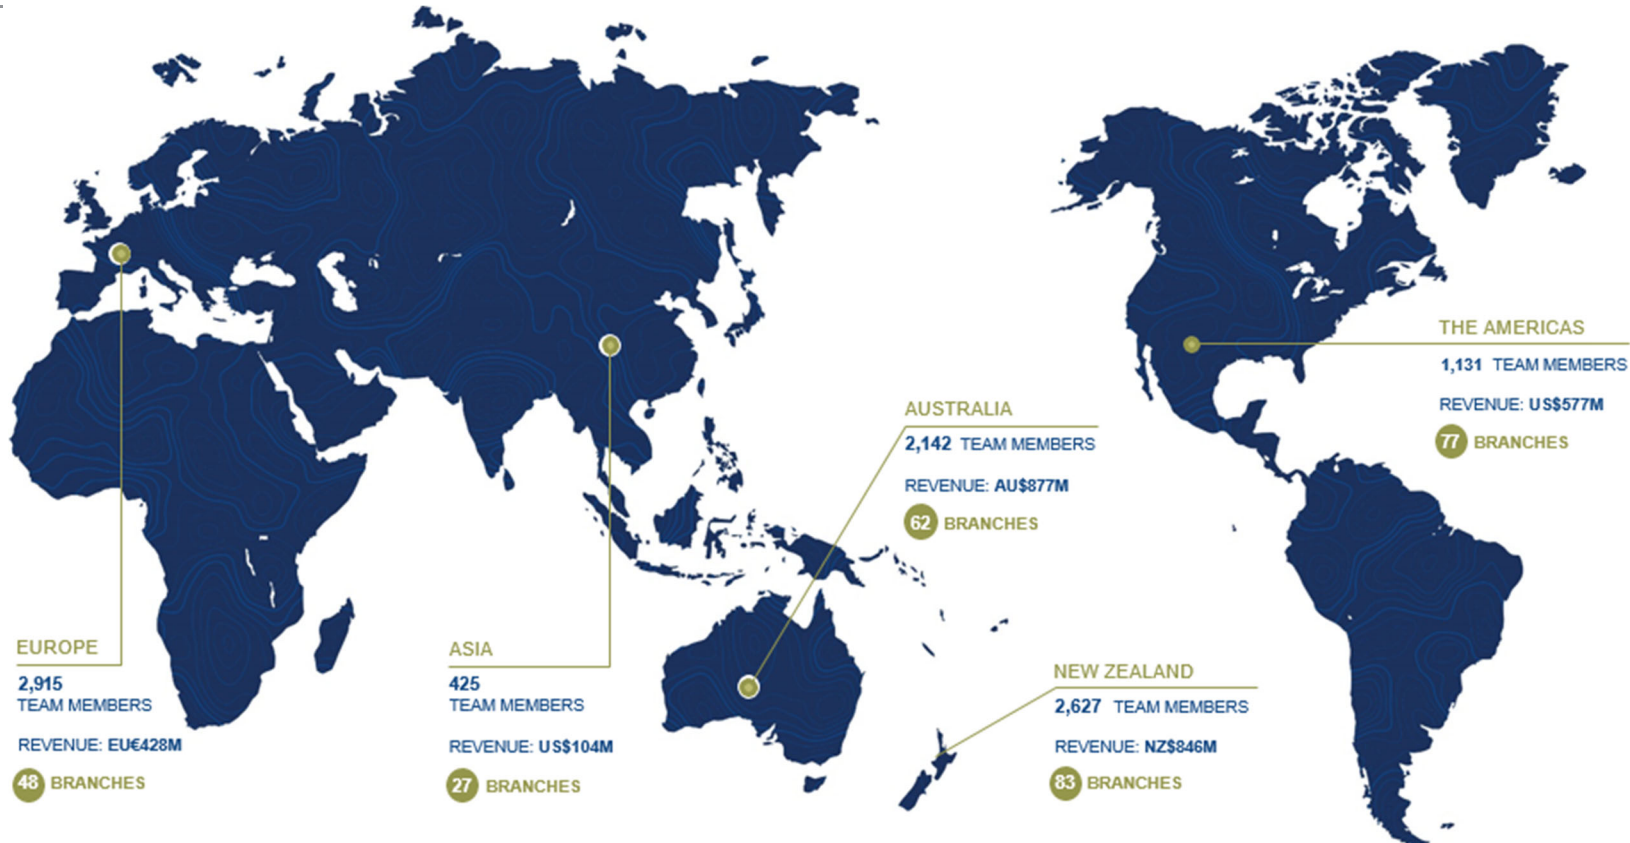 EUROPE
2,915
TEAM MEMBERS
REVENUE: EU€428M
48 BRANCHES
ASIA
425
TEAM MEMBERS
REVENUE: US$104M
27 BRANCHES
AUSTRALIA
2,142 TEAM MEMBERS
REVENUE: AU$877M
62 BRANCHES
NEW ZEALAND
2,627 TEAM MEMBERS
REVENUE: NZ$846M
83 BRANCHES
THE AMERICAS
1,131 TEAM MEMBERS
REVENUE: US$577M
77 BRANCHES